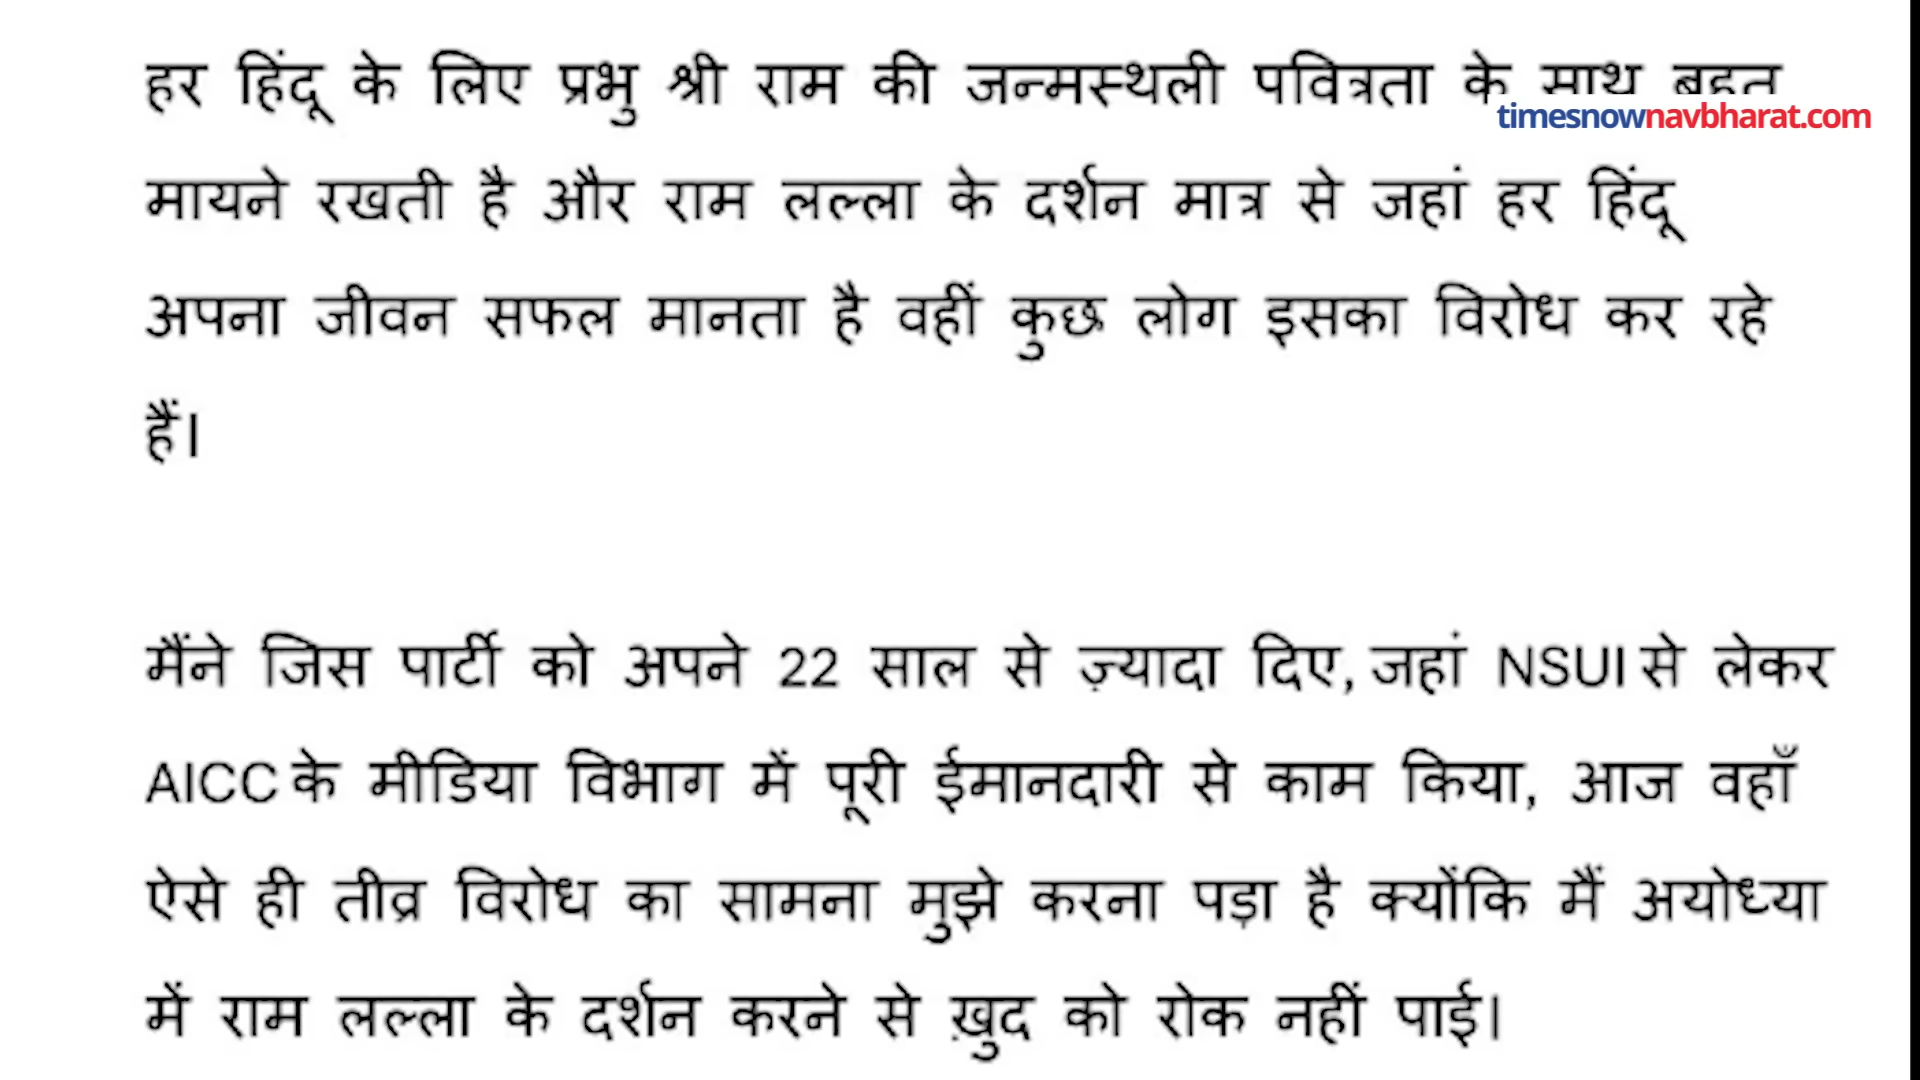 हर हिंदू के लिए प्रभु श्री राम की जन्मस्थली पवित्रता के साथ बहुत
timesnownavbharat.com
मायने रखती है और राम लल्ला के दर्शन मात्र से जहां हर हिंदू
अपना जीवन सफल मानता है वहीं कुछ लोग इसका विरोध कर रहे
हैं।
मैंने जिस पार्टी को अपने 22 साल से ज़्यादा दिए, जहां NSUI से लेकर
AICC के मीडिया विभाग में पूरी ईमानदारी से काम किया, आज वहाँ
ऐसे ही तीव्र विरोध का सामना मुझे करना पड़ा है क्योंकि मैं अयोध्या
में राम लल्ला के दर्शन करने से ख़ुद को रोक नहीं पाई।